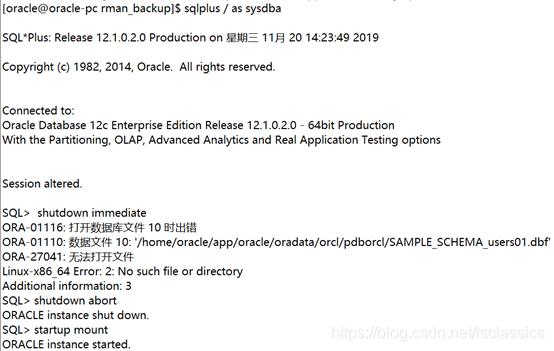 [oracle@oracle-pc rman_backup]$ sqlplus / as sysdba
SQL*Plus: Release 12.1.0.2.0 Production on 星期三 11月 20 14:23:49 2019
Copyright (c) 1982, 2014, Oracle.  All rights reserved.
Connected to:
Oracle Database 12c Enterprise Edition Release 12.1.0.2.0 - 64bit Production
With the Partitioning, OLAP, Advanced Analytics and Real Application Testing options
Session altered.
SQL>  shutdown immediate
ORA-01116: 打开数据库文件 10 时出错
ORA-01110: 数据文件 10: '/home/oracle/app/oracle/oradata/orcl/pdborcl/SAMPLE_SCHEMA_users01.dbf'
ORA-27041: 无法打开文件
Linux-x86_64 Error: 2: No such file or directory
Additional information: 3
SQL> shutdown abort
ORACLE instance shut down.
SQL> startup mount
ORACLE instance started.
https://blog.csdn.net/lsclassics